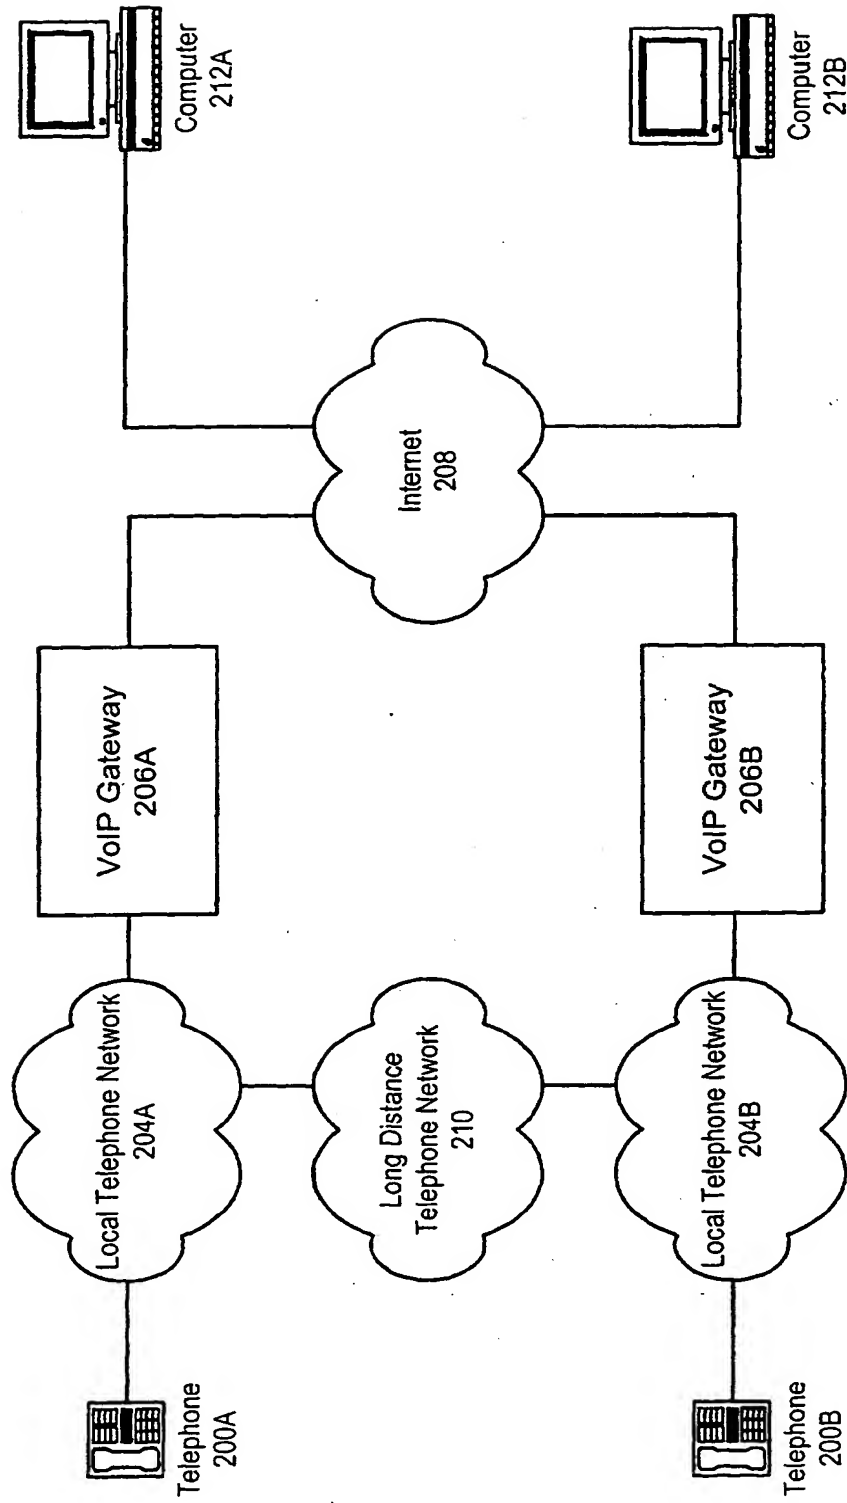 Telephone
200A
Local Telephone Network
204A
VoIP Gateway
206A
Computer
212A
Long Distance
Telephone Network
210
Internet
208
Telephone
200B
Local Telephone Network
204B
VoIP Gateway
206B
Computer
212B